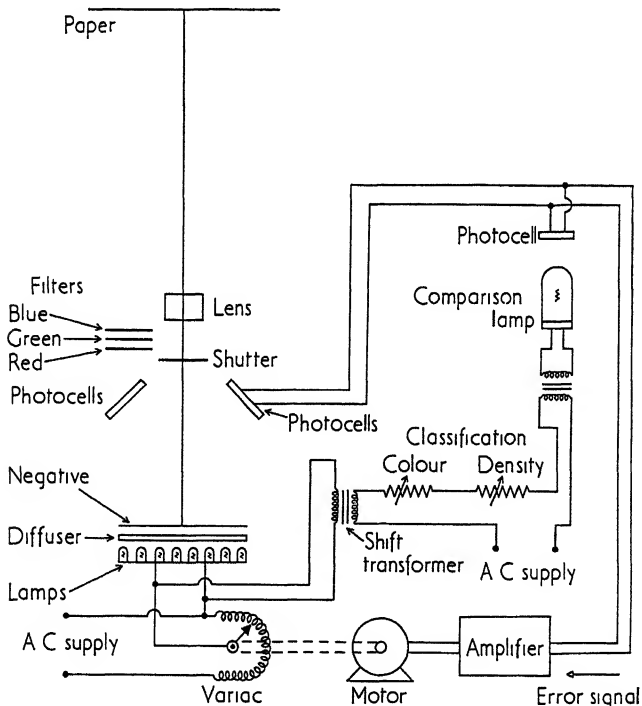 Paper
Photocell
Filters
Blue
Green
Red
Lens
Shutter
Comparison
lamp
Photocells
Photocells
Classification
Colour
Density
Negative
Diffuser
Lamps
Shift
transformer
A C supply
A C supply
Variac
Motor
Amplifier
Error signal